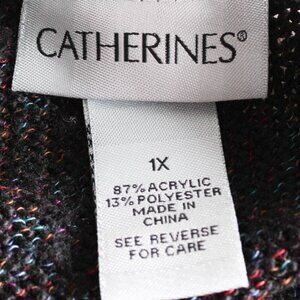 CATHERINES®
1X
87% ACRYLIC
13% POLYESTER
MADE IN
CHINA
SEE REVERSE
FOR CARE